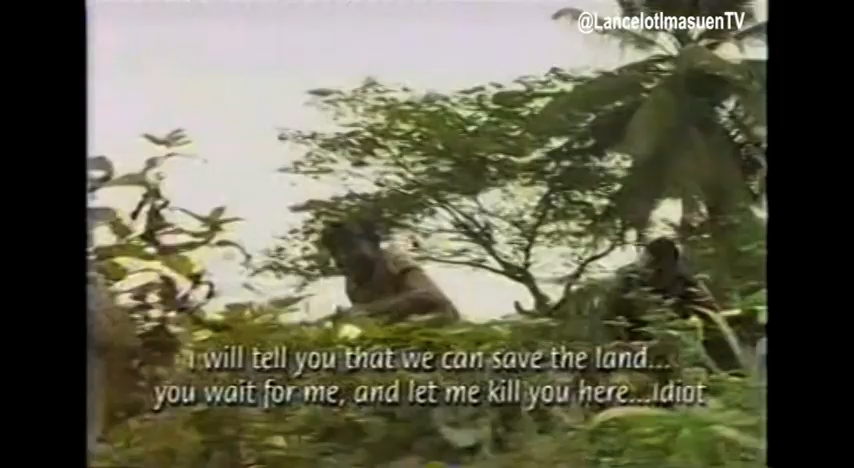 @LancelotImasuenTV
I will tell you that we can save the land...
you wait for me, and let me kill you here...Idiot